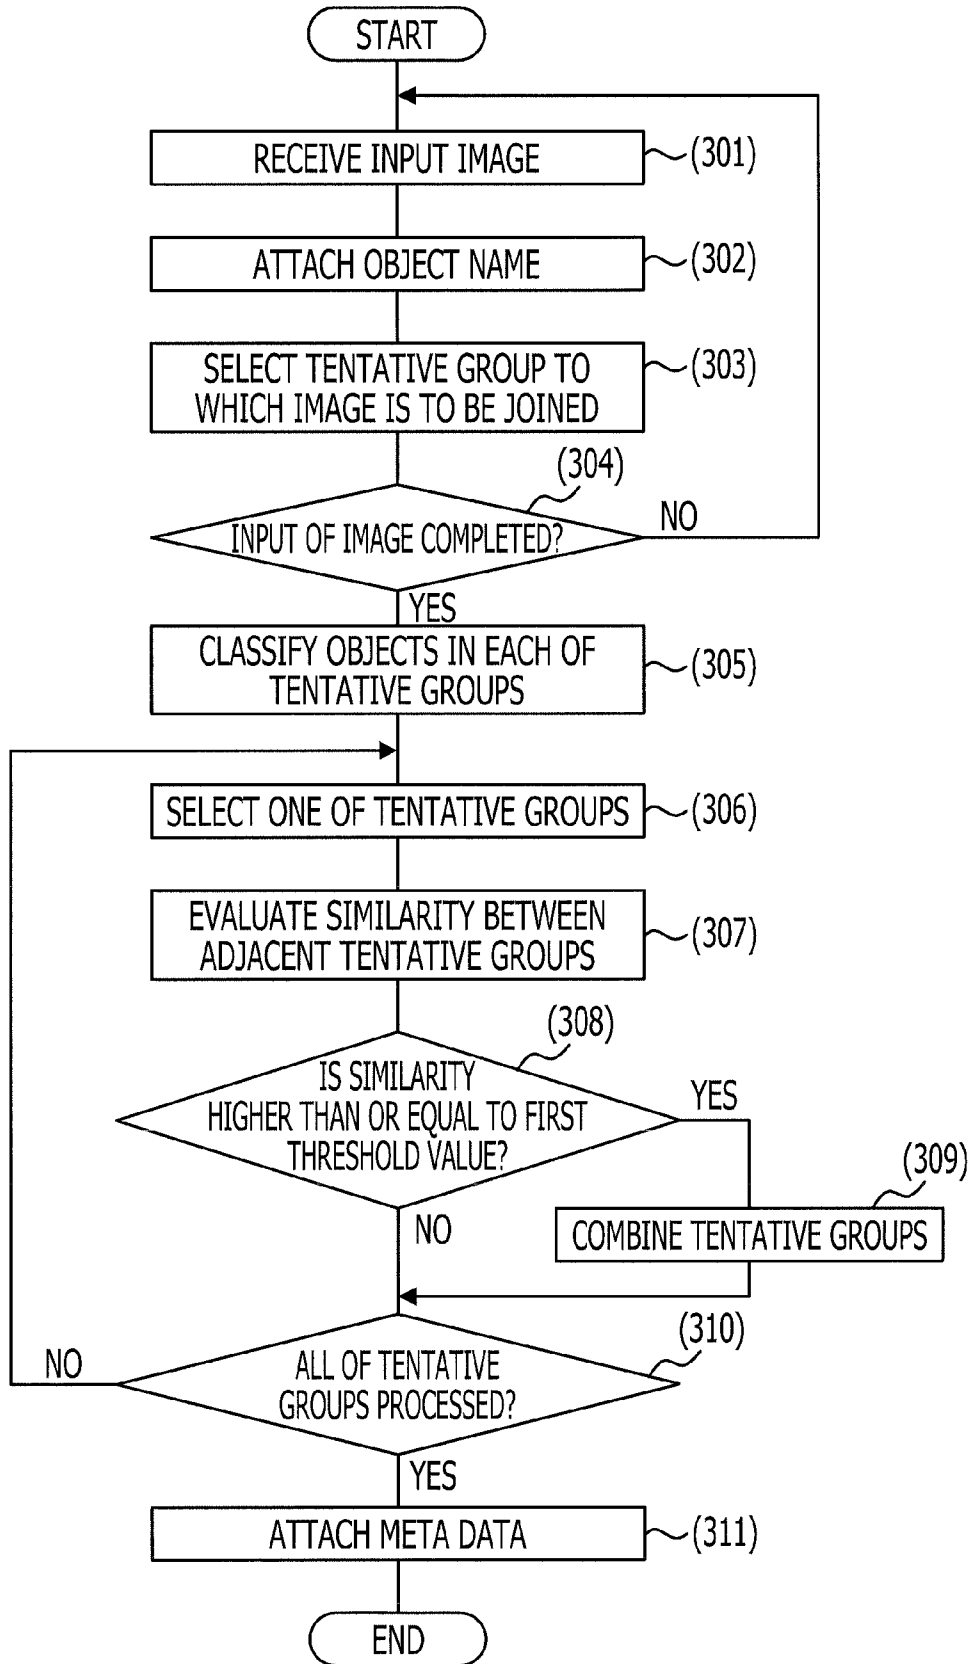 START
RECEIVE INPUT IMAGE
(301)
ATTACH OBJECT NAME
(302)
SELECT TENTATIVE GROUP TO
WHICH IMAGE IS TO BE JOINED
(303)
(304)
INPUT OF IMAGE COMPLETED?
NO
YES
CLASSIFY OBJECTS IN EACH OF
TENTATIVE GROUPS
(305)
SELECT ONE OF TENTATIVE GROUPS
(306)
EVALUATE SIMILARITY BETWEEN
ADJACENT TENTATIVE GROUPS
(307)
(308)
IS SIMILARITY
HIGHER THAN OR EQUAL TO FIRST
THRESHOLD VALUE?
YES
NO
(309)
COMBINE TENTATIVE GROUPS
(310)
ALL OF TENTATIVE
GROUPS PROCESSED?
NO
YES
ATTACH META DATA
(311)
END